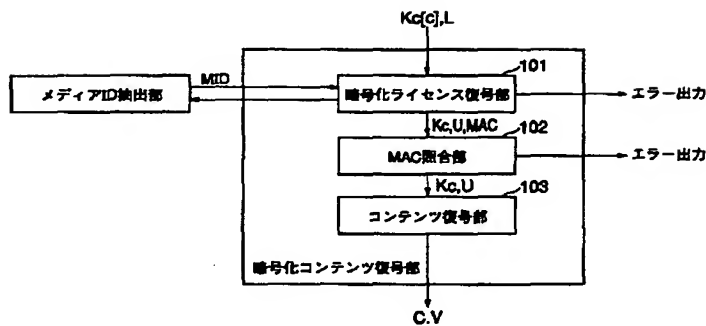 Kc[c],L
101
MID
メディアID抽出部
暗号化ライセンス復号部
エラー出力
Kc,U,MAC
102
MAC照合部
エラー出力
Kc,U
103
コンテンツ復号部
暗号化コンテンツ復号部
C.V